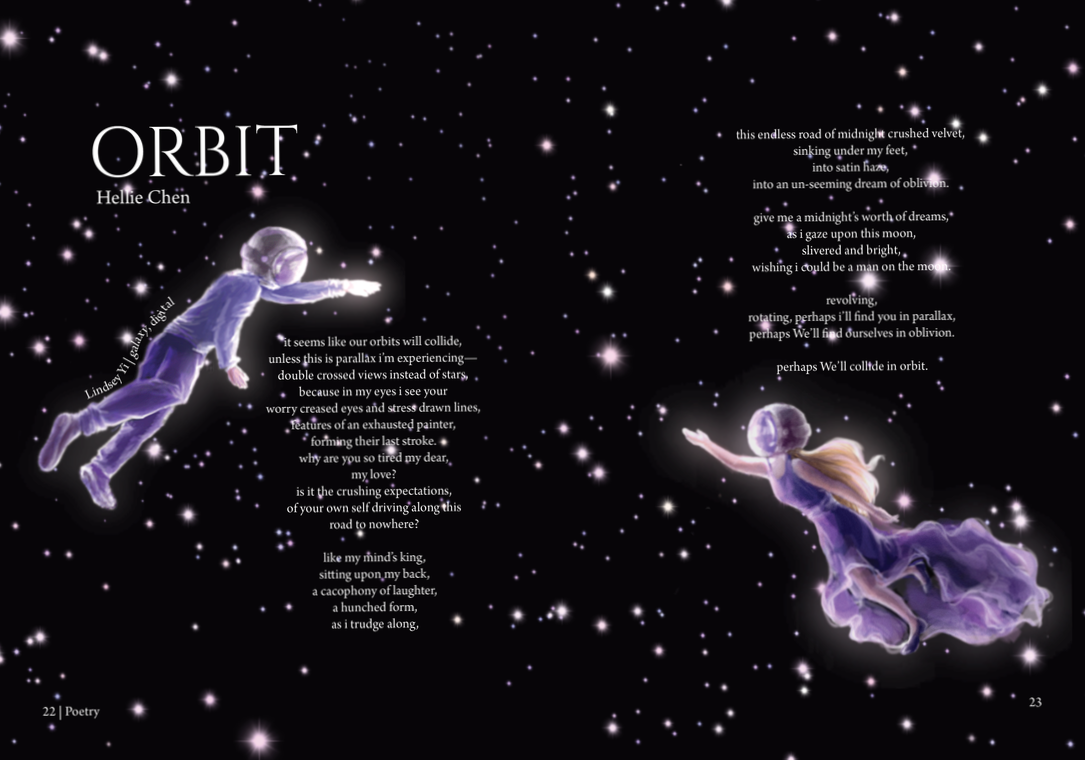 ORBIT
Hellie Chen
Lindsey Yi | galaxy, digital
it seems like our orbits will collide,
unless this is parallax i'm experiencing—
double crossed views instead of stars,
because in my eyes i see your
worry creased eyes and stress drawn lines,
features of an exhausted painter,
forming their last stroke.
why are you so tired my dear,
my love?
is it the crushing expectations,
of your own self driving along this
road to nowhere?
like my mind's king,
sitting upon my back,
a cacophony of laughter,
a hunched form,
as i trudge along,
22 | Poetry
this endless road of midnight crushed velvet,
sinking under my feet,
into satin haze,
into an un-seeming dream of oblivion.
give me a midnight's worth of dreams,
as i gaze upon this moon,
slivered and bright,
wishing i could be a man on the moon.
revolving,
rotating, perhaps i'll find you in parallax,
perhaps We'll find ourselves in oblivion.
perhaps We'll collide in orbit.
23